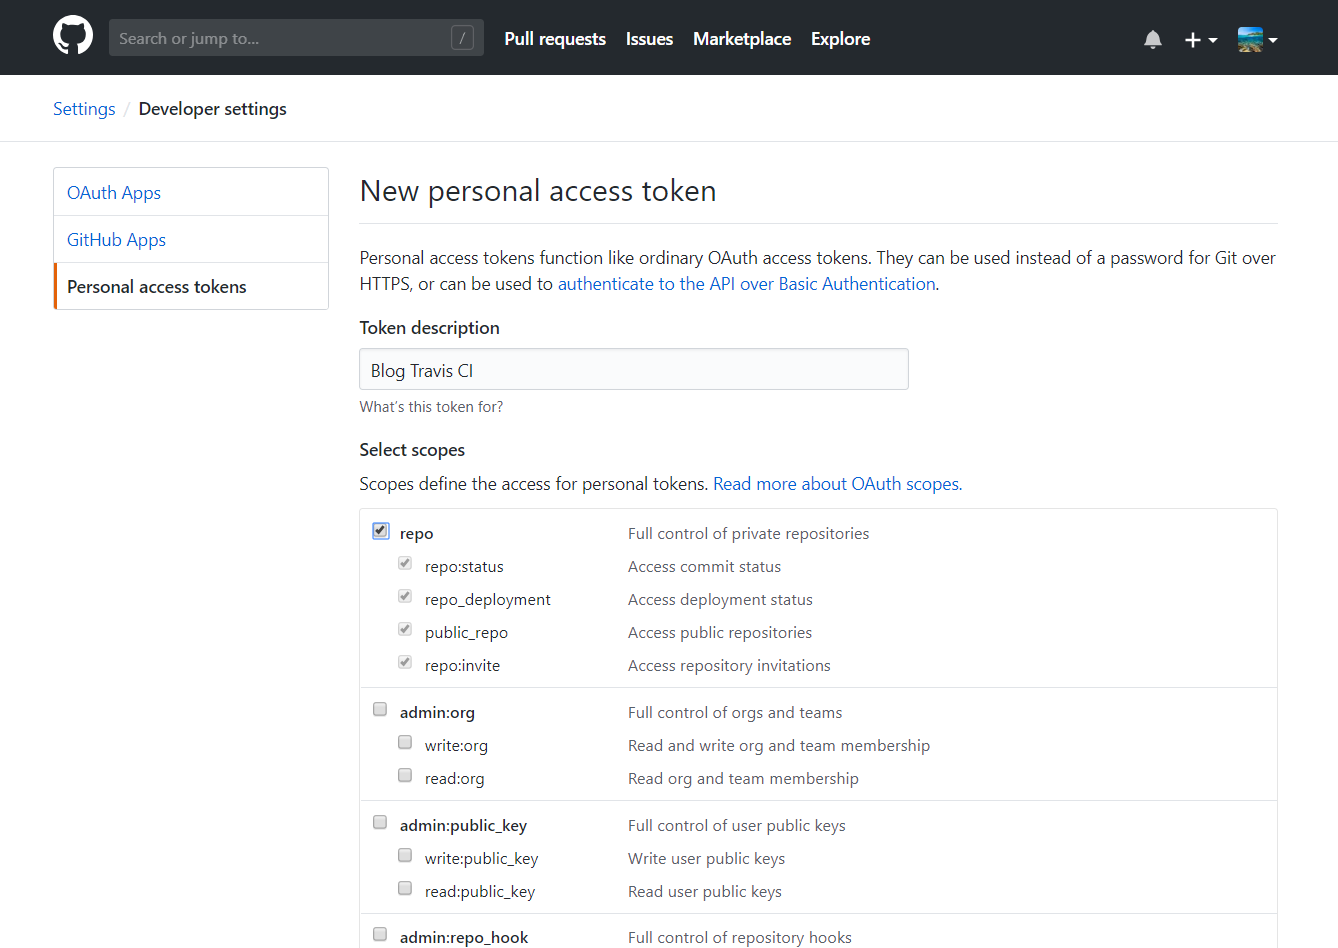 Search or jump to...
/
Pull requests
Issues
Marketplace
Explore
Settings / Developer settings
OAuth Apps
GitHub Apps
Personal access tokens
New personal access token
Personal access tokens function like ordinary OAuth access tokens. They can be used instead of a password for Git over
HTTPS, or can be used to authenticate to the API over Basic Authentication.
Token description
Blog Travis CI
What's this token for?
Select scopes
Scopes define the access for personal tokens. Read more about OAuth scopes.
repo Full control of private repositories
repo:status Access commit status
repo_deployment Access deployment status
public_repo Access public repositories
repo:invite Access repository invitations
admin:org Full control of orgs and teams
write:org Read and write org and team membership
read:org Read org and team membership
admin:public_key Full control of user public keys
write:public_key Write user public keys
read:public_key Read user public keys
admin:repo_hook Full control of repository hooks